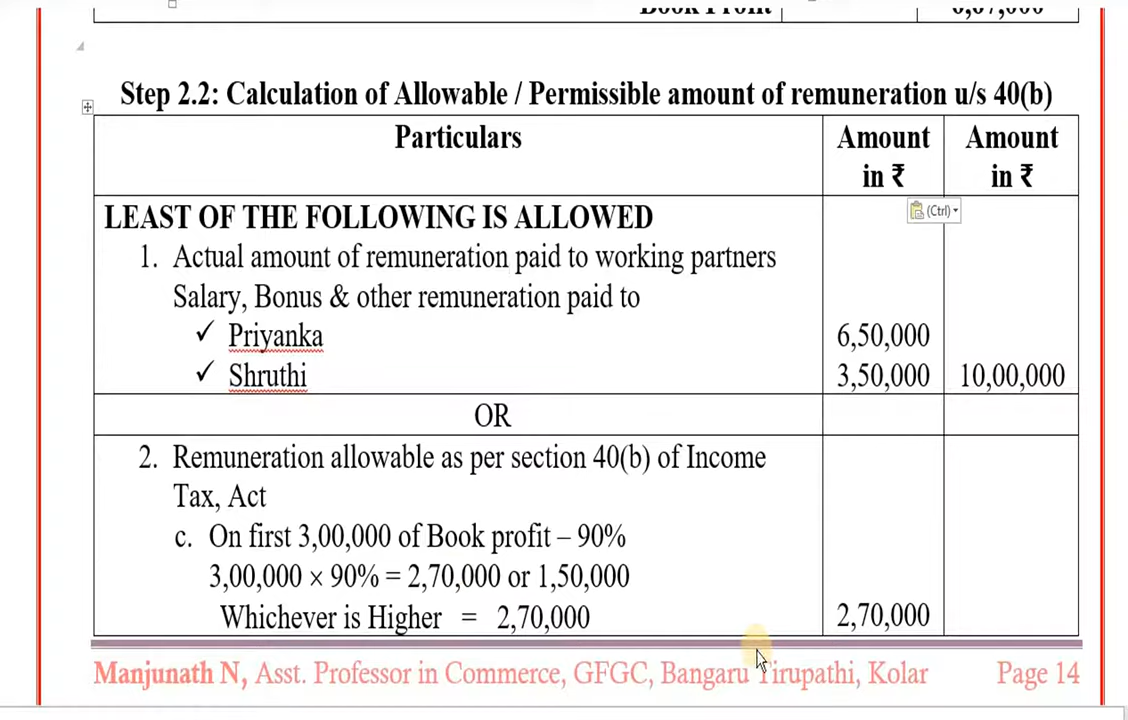 Book Profit
Step 2.2: Calculation of Allowable / Permissible amount of remuneration u/s 40(b)
Particulars Amount in ₹ Amount in ₹
LEAST OF THE FOLLOWING IS ALLOWED
(Ctrl)
1. Actual amount of remuneration paid to working partners
Salary, Bonus & other remuneration paid to
✓ Priyanka 6,50,000
✓ Shruthi 3,50,000 10,00,000
OR
2. Remuneration allowable as per section 40(b) of Income
Tax, Act
c. On first 3,00,000 of Book profit – 90%
3,00,000 × 90% = 2,70,000 or 1,50,000
Whichever is Higher = 2,70,000 2,70,000
Manjunath N, Asst. Professor in Commerce, GFGC, Bangaru Tirupathi, Kolar Page 14